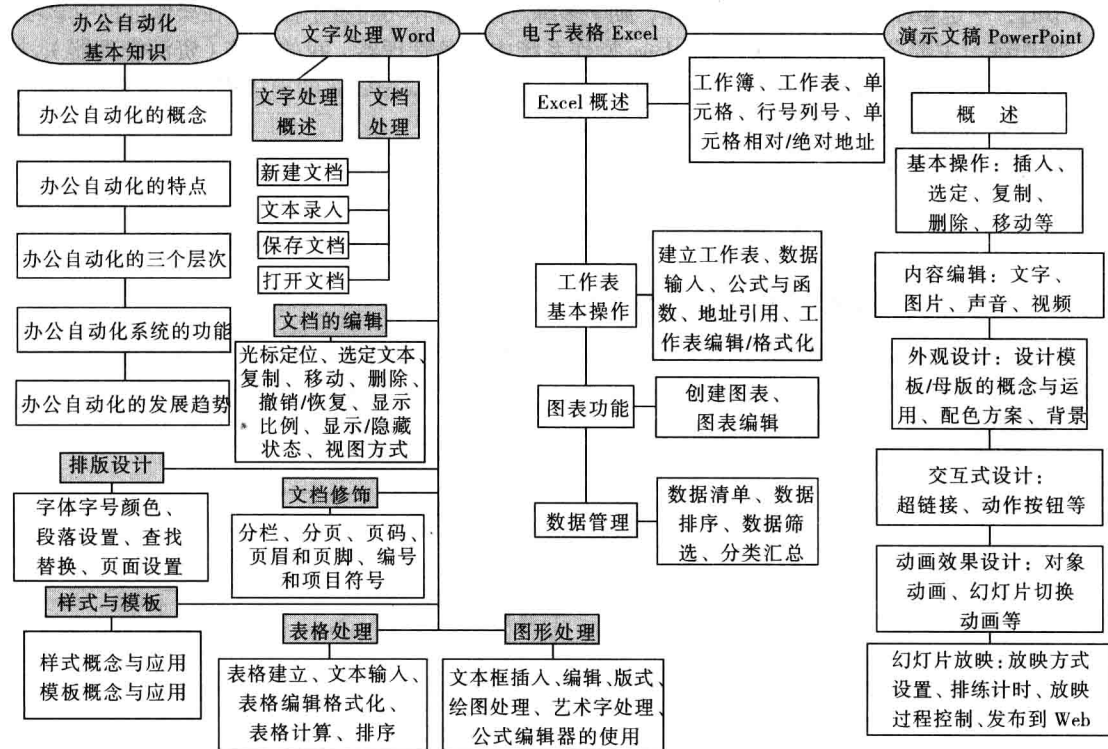 办公自动化
基本知识
办公自动化的概念
办公自动化的特点
办公自动化的三个层次
办公自动化系统的功能
办公自动化的发展趋势
文字处理 Word
文字处理
概述
文档
处理
新建文档
文本录入
保存文档
打开文档
文档的编辑
光标定位、选定文本、
复制、移动、删除、
撤销/恢复、显示
比例、显示/隐藏
状态、视图方式
排版设计
字体字号颜色、
段落设置、查找
替换、页面设置
文档修饰
分栏、分页、页码、
页眉和页脚、编号
和项目符号
样式与模板
样式概念与应用
模板概念与应用
表格处理
表格建立、文本输入、
表格编辑格式化、
表格计算、排序
图形处理
文本框插入、编辑、版式、
绘图处理、艺术字处理、
公式编辑器的使用
电子表格 Excel
Excel 概述
工作簿、工作表、单
元格、行号列号、单
元格相对/绝对地址
工作表
基本操作
建立工作表、数据
输入、公式与函
数、地址引用、工
作表编辑/格式化
图表功能
创建图表、
图表编辑
数据管理
数据清单、数据
排序、数据筛
选、分类汇总
演示文稿 PowerPoint
概 述
基本操作：插入、
选定、复制、
删除、移动等
内容编辑：文字、
图片、声音、视频
外观设计：设计模
板/母版的概念与运
用、配色方案、背景
交互式设计：
超链接、动作按钮等
动画效果设计：对象
动画、幻灯片切换
动画等
幻灯片放映：放映方式
设置、排练计时、放映
过程控制、发布到 Web